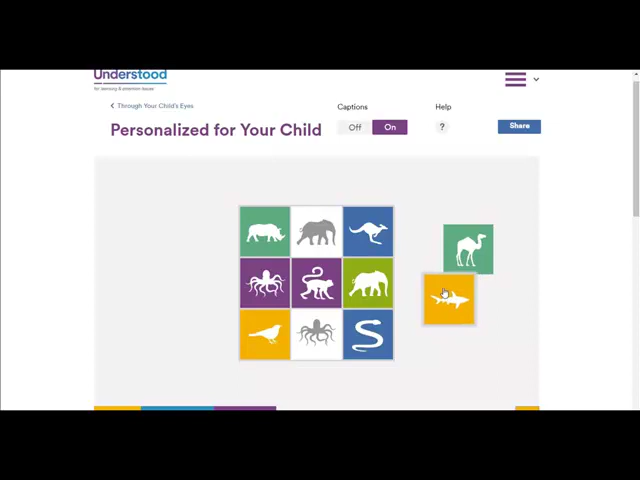 Understood
for learning & attention issues
Through Your Child's Eyes
Personalized for Your Child
Captions
Off
On
Help
?
Share